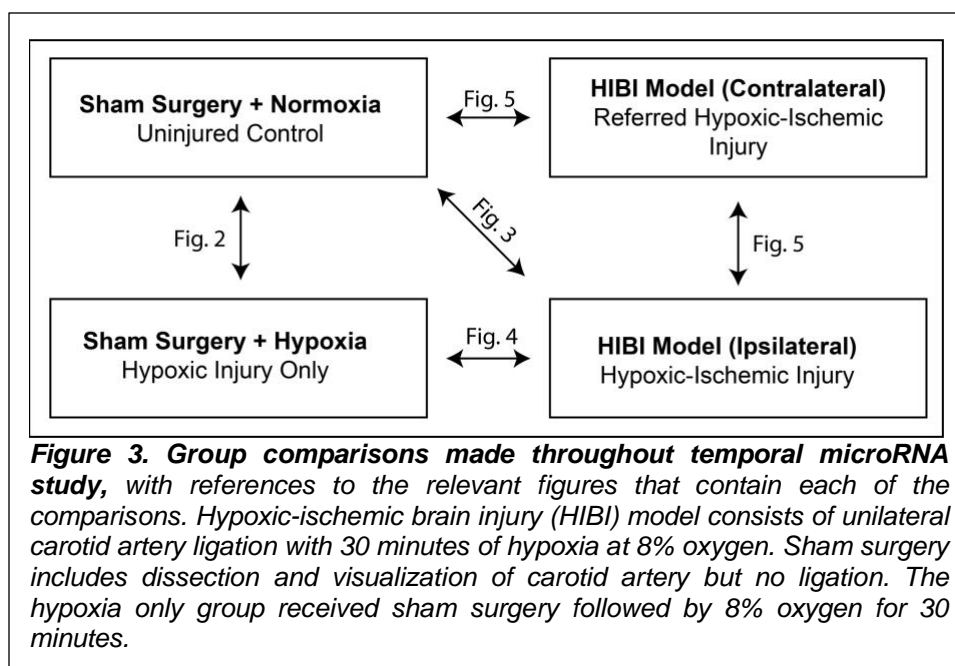 Sham Surgery + Normoxia
Uninjured Control
Fig. 5
HIBI Model (Contralateral)
Referred Hypoxic-Ischemic
Injury
Fig. 2
Fig. 3
Fig. 5
Sham Surgery + Hypoxia
Hypoxic Injury Only
Fig. 4
HIBI Model (Ipsilateral)
Hypoxic-Ischemic Injury
Figure 3. Group comparisons made throughout temporal microRNA
study, with references to the relevant figures that contain each of the
comparisons. Hypoxic-ischemic brain injury (HIBI) model consists of unilateral
carotid artery ligation with 30 minutes of hypoxia at 8% oxygen. Sham surgery
includes dissection and visualization of carotid artery but no ligation. The
hypoxia only group received sham surgery followed by 8% oxygen for 30
minutes.